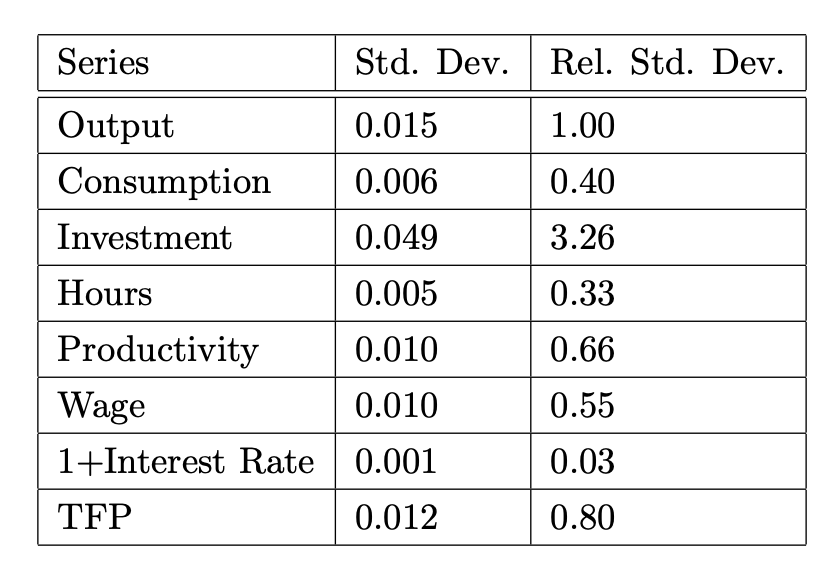 Series Std. Dev. Rel. Std. Dev.
Output 0.015 1.00
Consumption 0.006 0.40
Investment 0.049 3.26
Hours 0.005 0.33
Productivity 0.010 0.66
Wage 0.010 0.55
1+Interest Rate 0.001 0.03
TFP 0.012 0.80